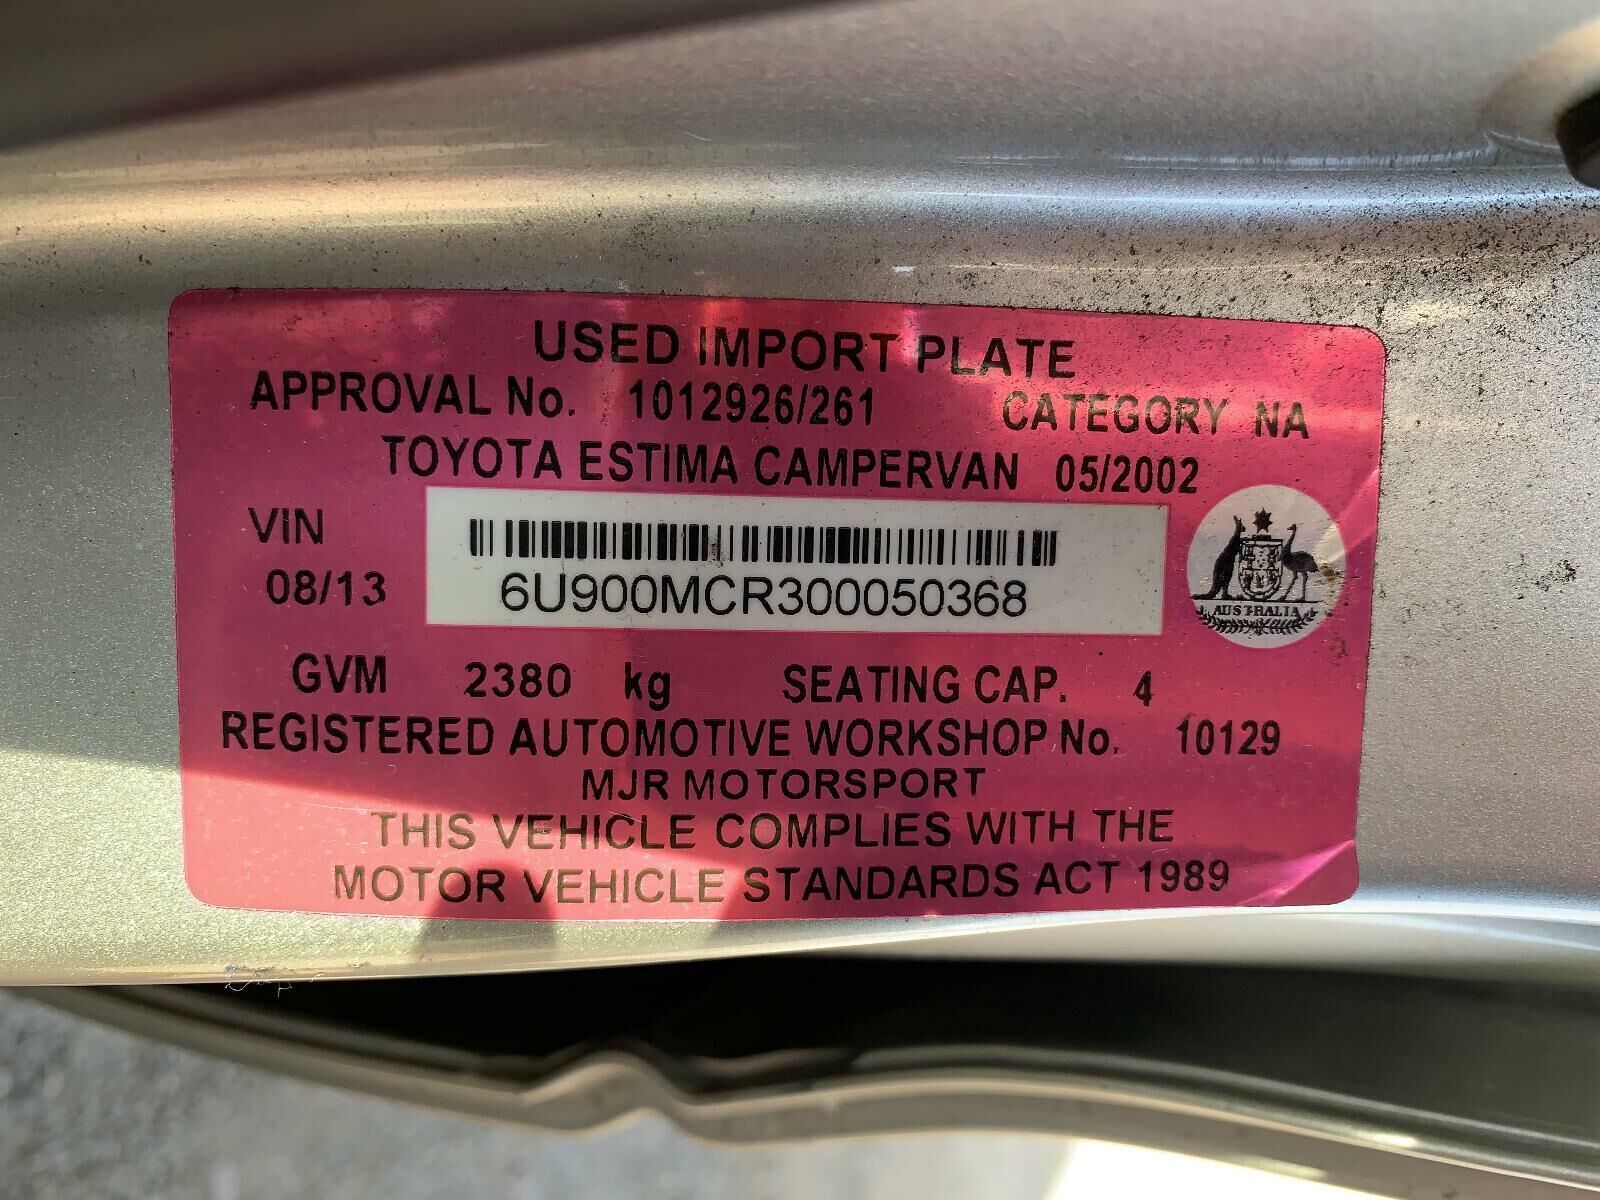 USED IMPORT PLATE
APPROVAL No. 1012926/261 CATEGORY NA
TOYOTA ESTIMA CAMPERVAN 05/2002
VIN
08/13 6U900MCR300050368
AUSTRALIA
GVM 2380 kg SEATING CAP. 4
REGISTERED AUTOMOTIVE WORKSHOP No. 10129
MJR MOTORSPORT
THIS VEHICLE COMPLIES WITH THE
MOTOR VEHICLE STANDARDS ACT 1989